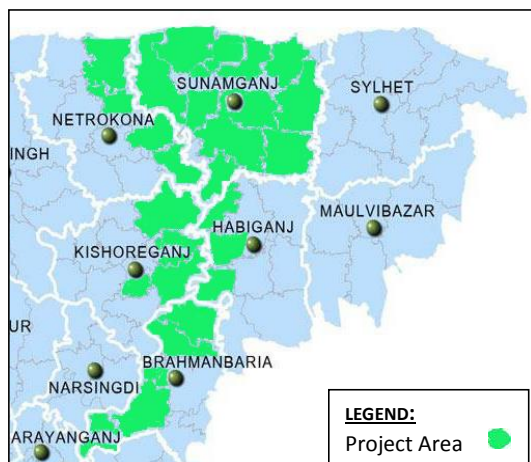 SUNAMGANJ
SYLHET
NETROKONA
INGH
HABIGANJ
MAULVIBAZAR
KISHOREGANJ
UR
BRAHMANBARIA
NARSINGDI
ARAYANGANJ
LEGEND:
Project Area